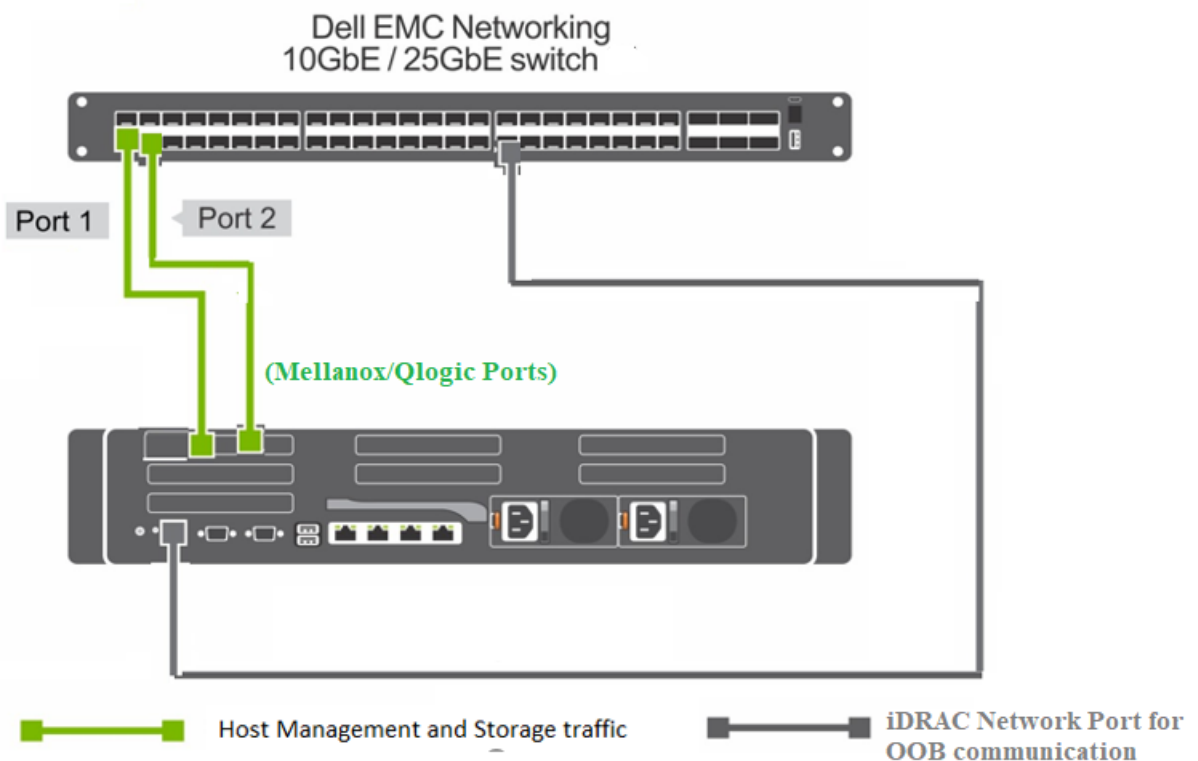 Dell EMC Networking
10GbE / 25GbE switch
Port 1
Port 2
(Mellanox/Qlogic Ports)
Host Management and Storage traffic
iDRAC Network Port for
OOB communication